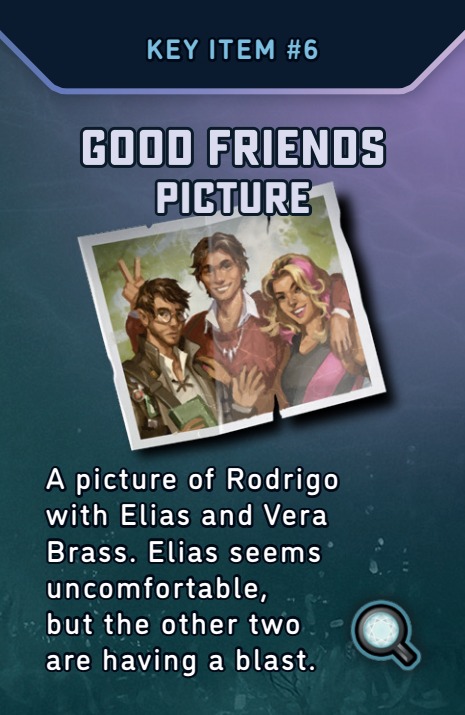 KEY ITEM #6
GOOD FRIENDS
PICTURE
A picture of Rodrigo
with Elias and Vera
Brass. Elias seems
uncomfortable,
but the other two
are having a blast.